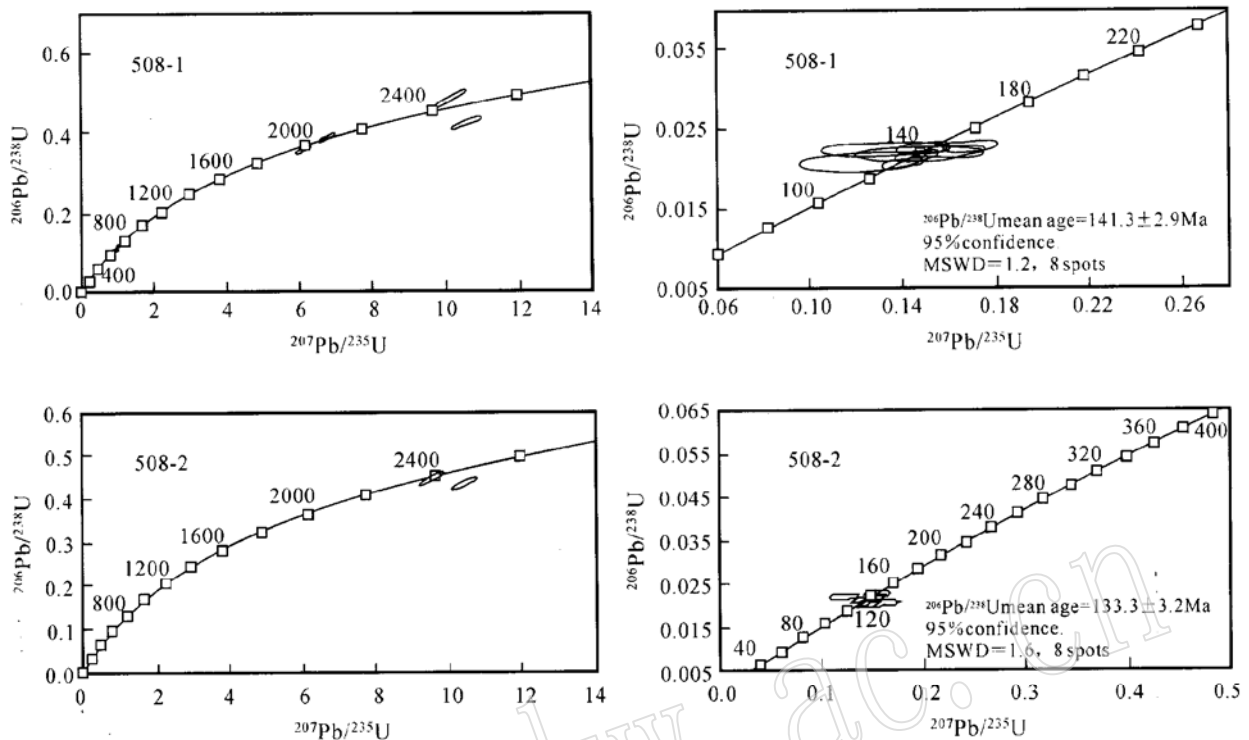 0.6
0.4
0.2
0.0
²⁰⁶Pb/²³⁸U
508-1
400
800
1200
1600
2000
2400
0 2 4 6 8 10 12 14
²⁰⁷Pb/²³⁵U
0.035
0.025
0.015
0.005
²⁰⁶Pb/²³⁸U
508-1
100
140
180
220
²⁰⁶Pb/²³⁸Umean age=141.3±2.9Ma
95%confidence.
MSWD=1.2, 8 spots
0.06 0.10 0.14 0.18 0.22 0.26
²⁰⁷Pb/²³⁵U
0.6
0.5
0.4
0.3
0.2
0.1
0.0
²⁰⁶Pb/²³⁸U
508-2
800
1200
1600
2000
2400
0 2 4 6 8 10 12 14
²⁰⁷Pb/²³⁵U
0.065
0.055
0.045
0.035
0.025
0.015
0.005
²⁰⁶Pb/²³⁸U
508-2
40
80
120
160
200
240
280
320
360
400
²⁰⁶Pb/²³⁸Umean age=133.3±3.2Ma
95%confidence.
MSWD=1.6, 8 spots
0.0 0.1 0.2 0.3 0.4 0.5
²⁰⁷Pb/²³⁵U
ac. cn